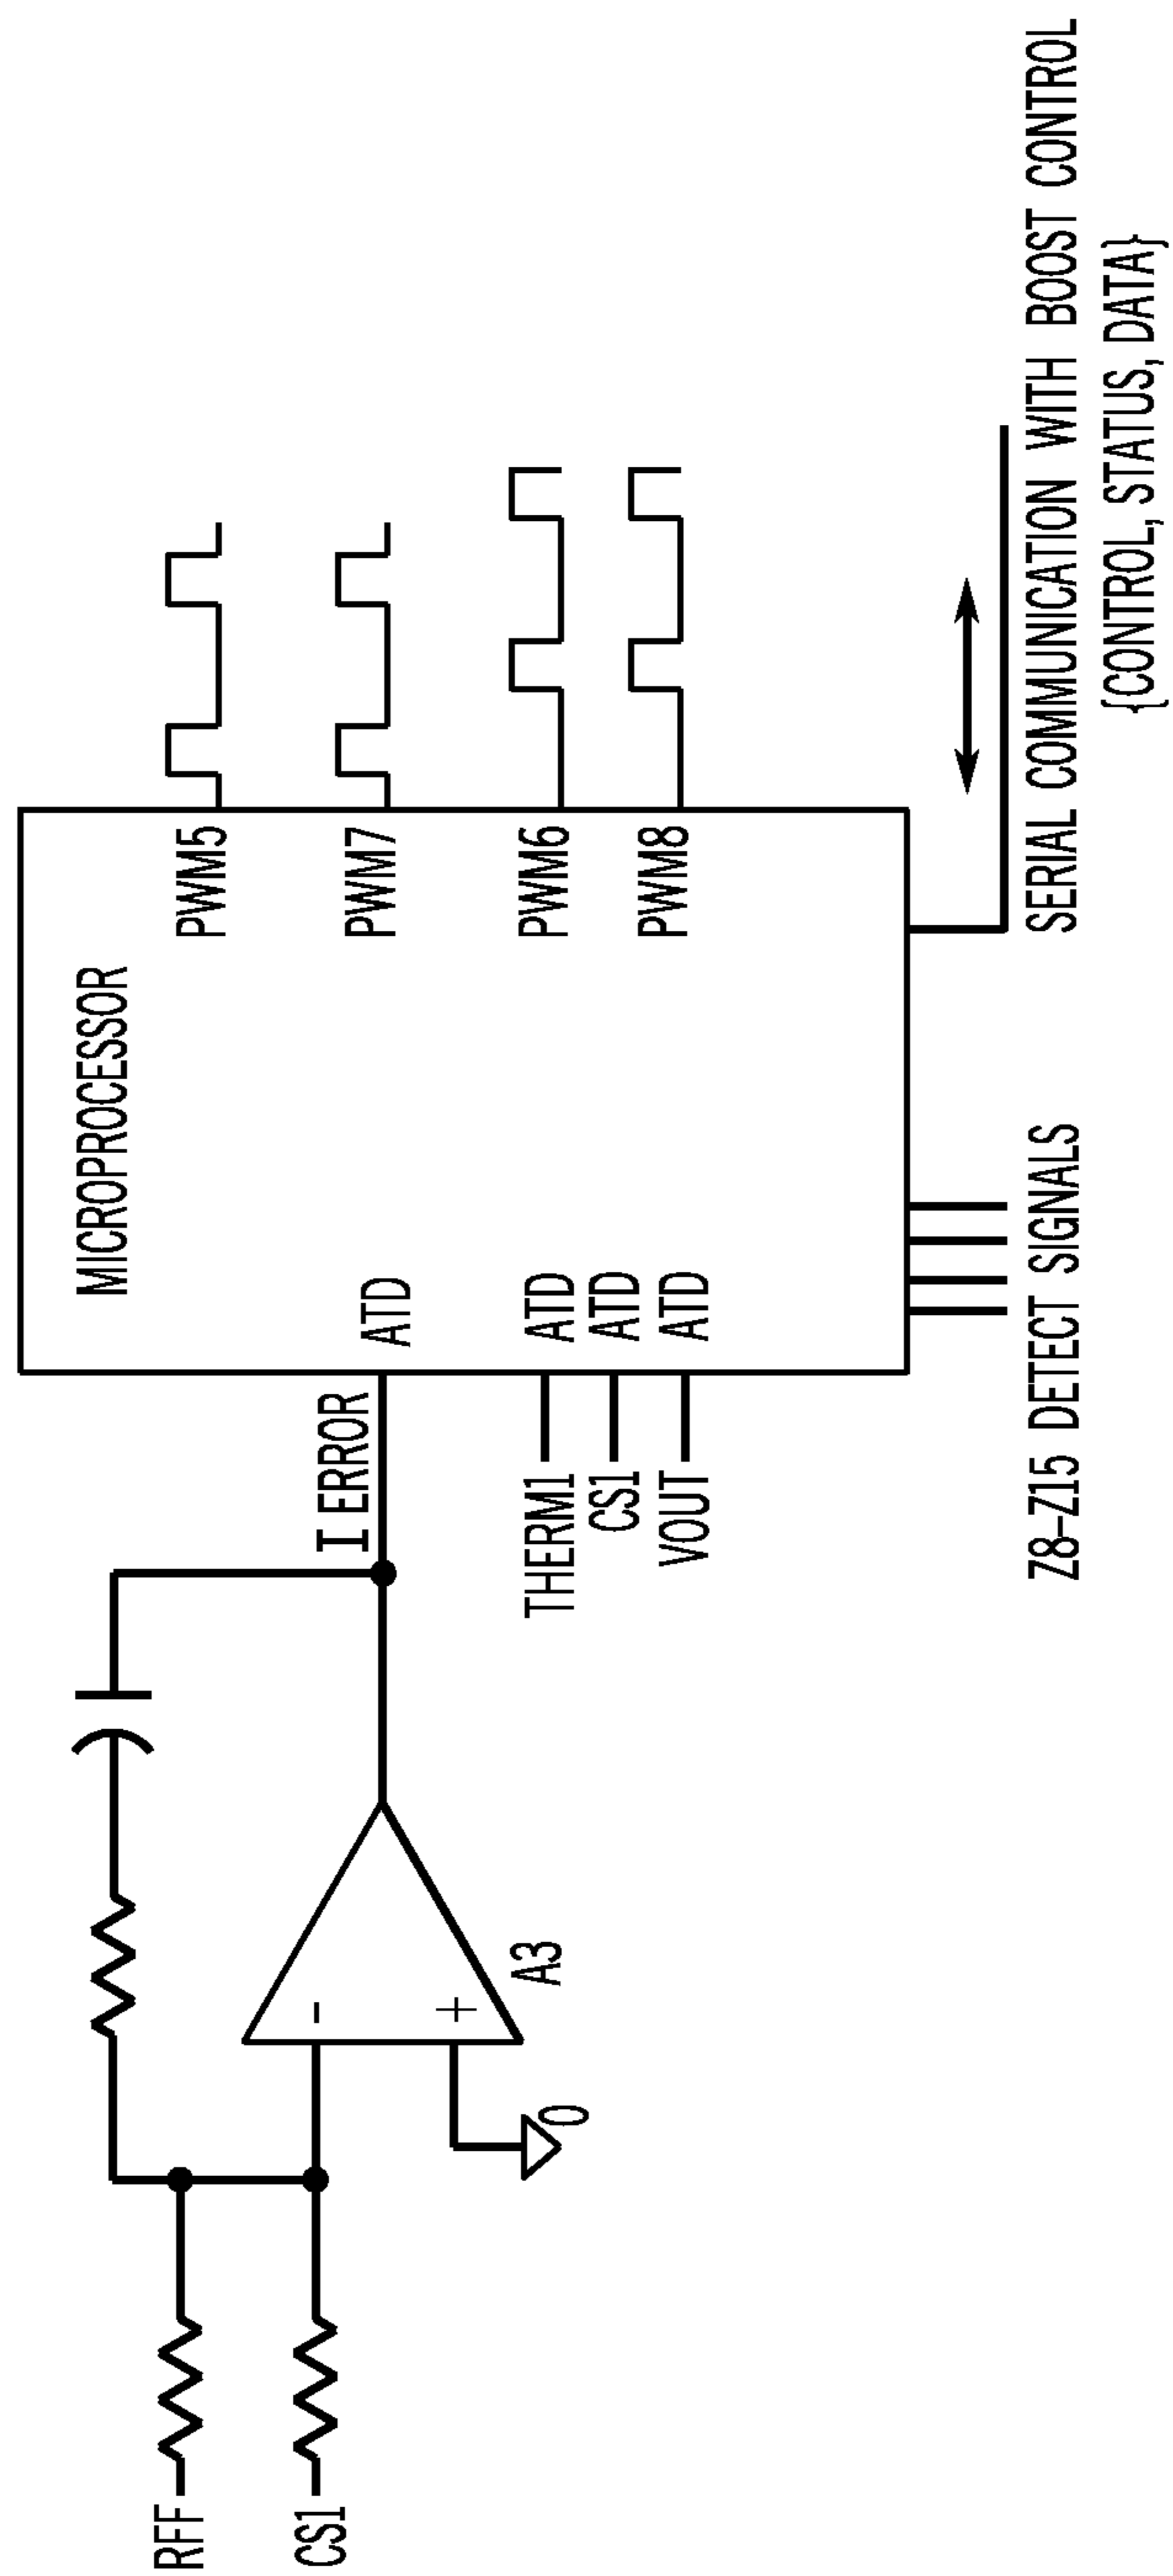 MICROPROCESSOR
RFF
CS1
-
+
A3
0
I ERROR
ATD
THERM1
ATD
CS1
ATD
VOUT
ATD
PWM5
PWM7
PWM6
PWM8
Z8-Z15 DETECT SIGNALS
SERIAL COMMUNICATION WITH BOOST CONTROL
{CONTROL, STATUS, DATA}